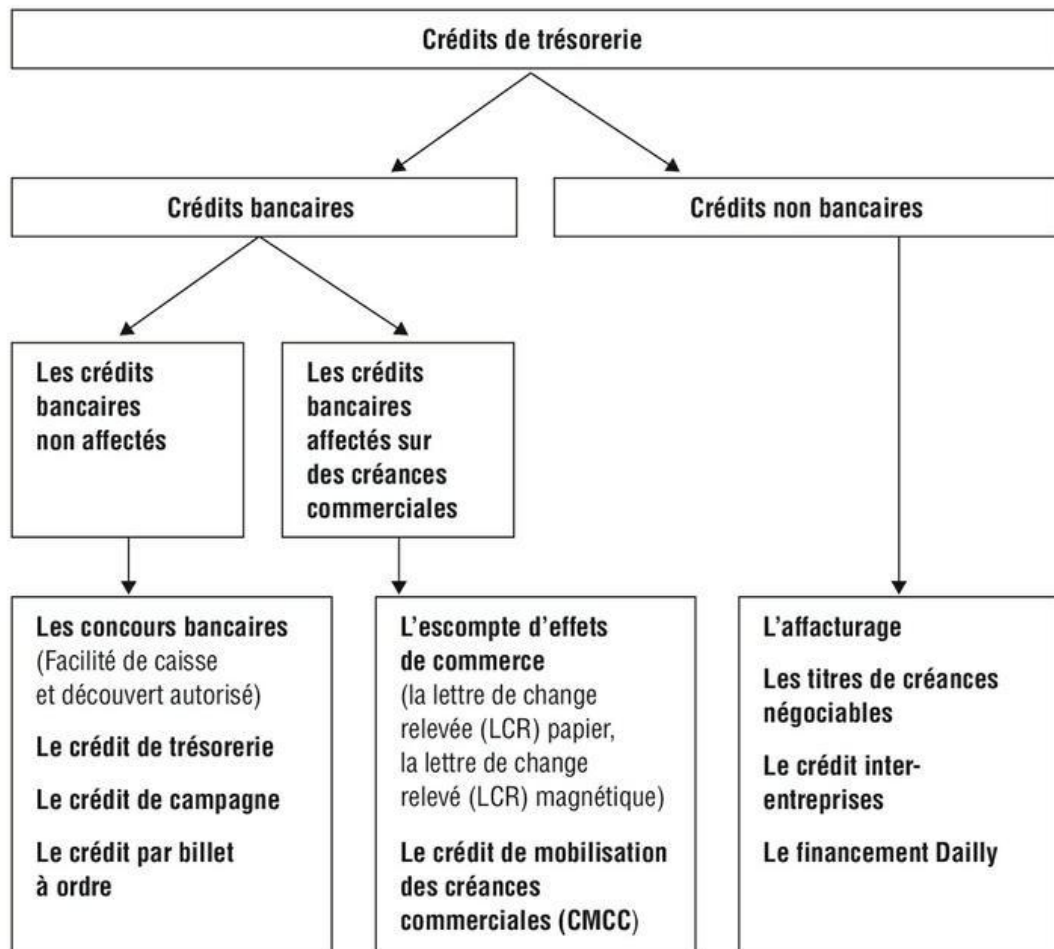 Crédits de trésorerie
Crédits bancaires
Crédits non bancaires
Les crédits
bancaires
non affectés
Les crédits
bancaires
affectés sur
des créances
commerciales
Les concours bancaires
(Facilité de caisse
et découvert autorisé)
Le crédit de trésorerie
Le crédit de campagne
Le crédit par billet
à ordre
L'escompte d'effets
de commerce
(la lettre de change
relevée (LCR) papier,
la lettre de change
relevé (LCR) magnétique)
Le crédit de mobilisation
des créances
commerciales (CMCC)
L'affacturage
Les titres de créances
négociables
Le crédit inter-
entreprises
Le financement Dailly